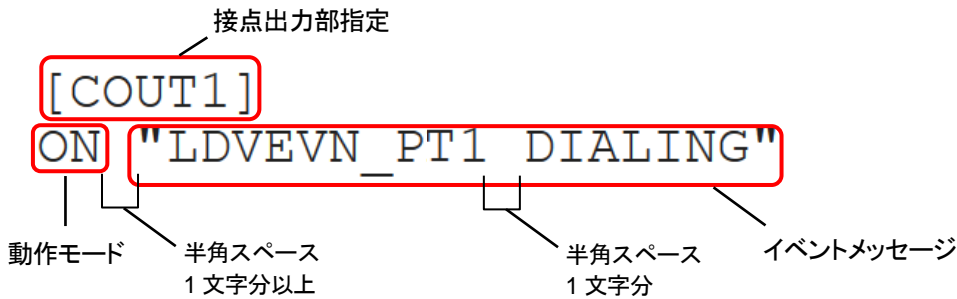 接点出力部指定
[COUT1]
ON "LDVEVN_PT1 DIALING"
動作モード
半角スペース
1 文字分以上
半角スペース
1 文字分
イベントメッセージ